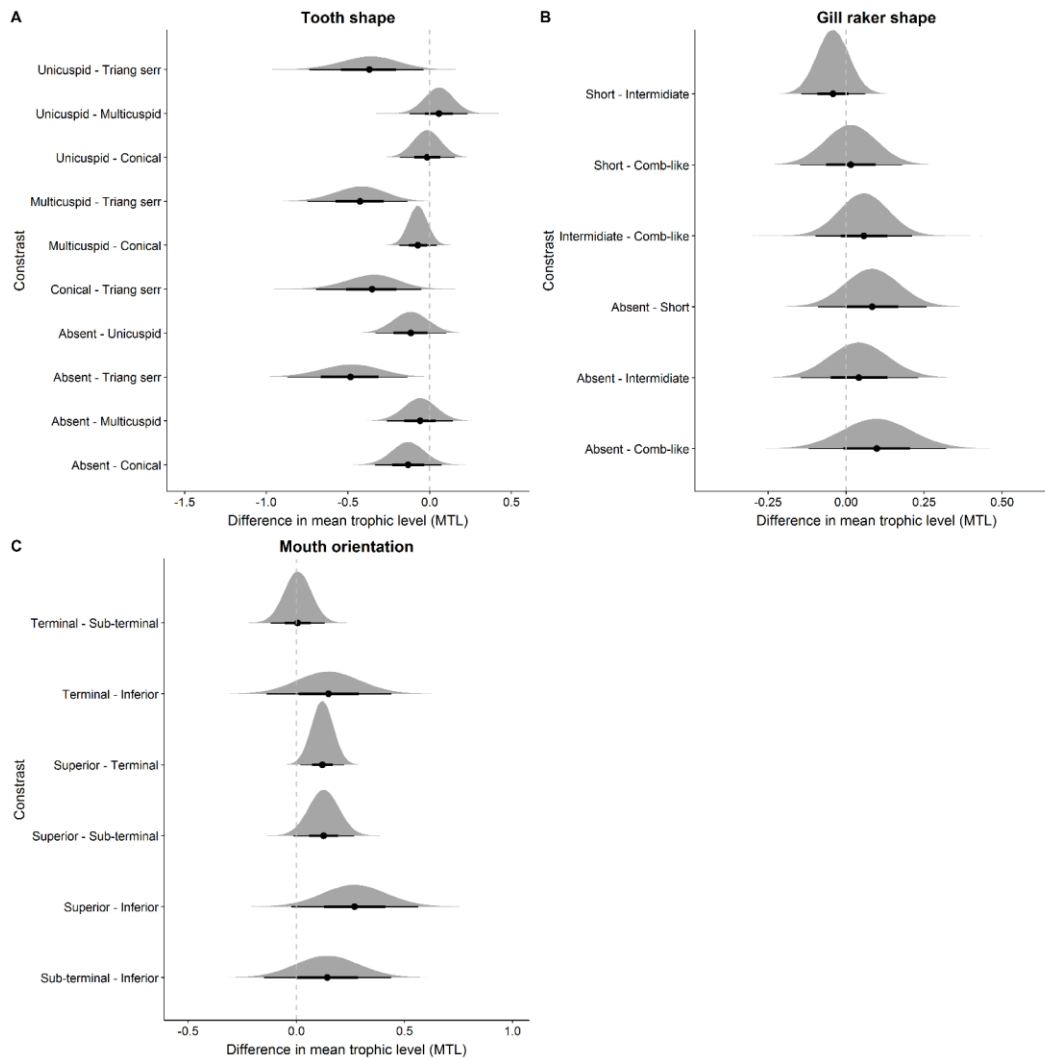 A
Tooth shape
Constrast
Unicuspid - Triang serr
Unicuspid - Multicuspid
Unicuspid - Conical
Multicuspid - Triang serr
Multicuspid - Conical
Conical - Triang serr
Absent - Unicuspid
Absent - Triang serr
Absent - Multicuspid
Absent - Conical
-1.5 -1.0 -0.5 0.0 0.5
Difference in mean trophic level (MTL)
B
Gill raker shape
Constrast
Short - Intermidiate
Short - Comb-like
Intermidiate - Comb-like
Absent - Short
Absent - Intermidiate
Absent - Comb-like
-0.25 0.00 0.25 0.50
Difference in mean trophic level (MTL)
C
Mouth orientation
Constrast
Terminal - Sub-terminal
Terminal - Inferior
Superior - Terminal
Superior - Sub-terminal
Superior - Inferior
Sub-terminal - Inferior
-0.5 0.0 0.5 1.0
Difference in mean trophic level (MTL)